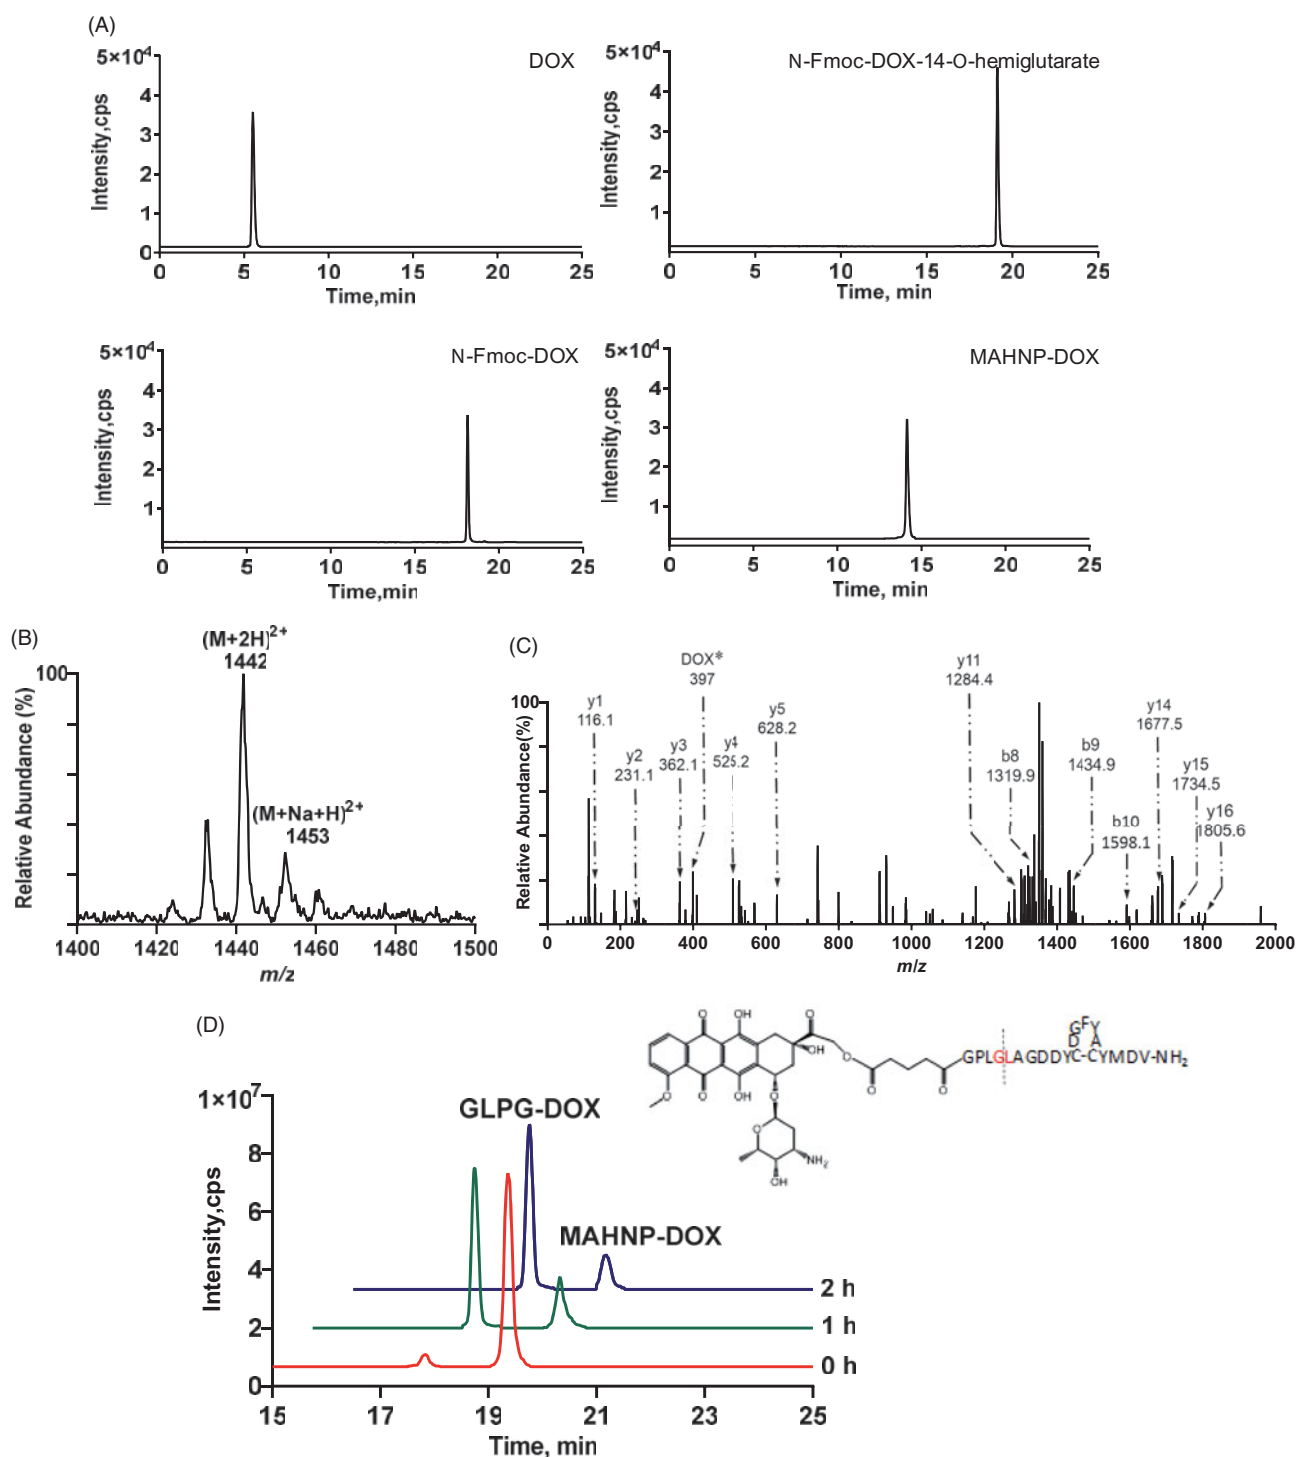 (A)
5×10⁴
DOX
4
3
2
1
0
Intensity,cps
0 5 10 15 20 25
Time,min
5×10⁴
N-Fmoc-DOX-14-O-hemiglutarate
4
3
2
1
0
Intensity,cps
0 5 10 15 20 25
Time, min
5×10⁴
N-Fmoc-DOX
4
3
2
1
Intensity,cps
0 5 10 15 20 25
Time,min
5×10⁴
MAHNP-DOX
4
3
2
1
Intensity,cps
0 5 10 15 20 25
Time, min
(B)
(M+2H)²⁺
1442
100
(M+Na+H)²⁺
1453
Relative Abundance (%)
1400 1420 1440 1460 1480 1500
m/z
(C)
100
Relative Abundance(%)
y1
116.1
y2
231.1
y3
362.1
DOX*
397
y4
525.2
y5
628.2
y11
1284.4
b8
1319.9
b9
1434.9
b10
1598.1
y14
1677.5
y15
1734.5
y16
1805.6
0 200 400 600 800 1000 1200 1400 1600 1800 2000
m/z
(D)
O OH O
OH O
O OH O
O O
O
O
NH₂
OH
GFY
D A
GPLGLAGDDYC-CYMDV-NH₂
1×10⁷
8
6
4
2
0
Intensity,cps
GLPG-DOX
MAHNP-DOX
2 h
1 h
0 h
15 17 19 21 23 25
Time, min